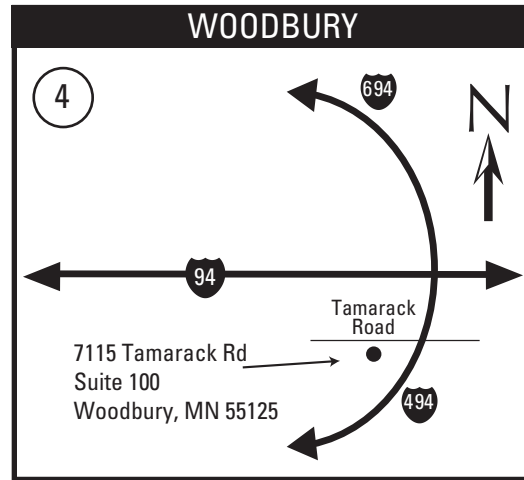 WOODBURY
4
694
N
94
Tamarack
Road
7115 Tamarack Rd
Suite 100
Woodbury, MN 55125
494